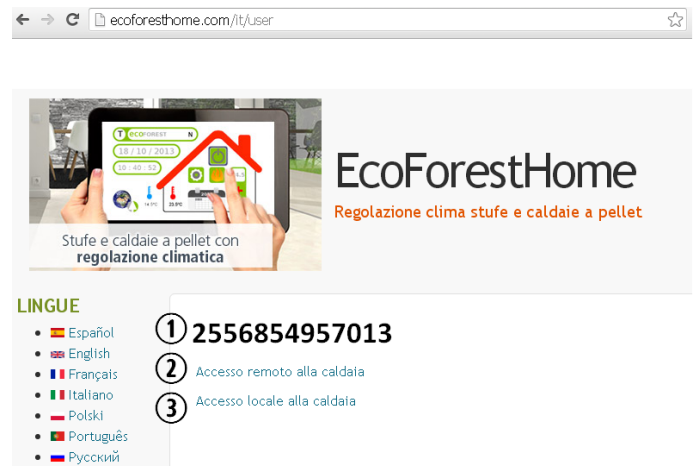 ecoforesthome.com/it/user
T ecoFOREST N
18 / 10 / 2013
10 : 40 : 52
Stufe e caldaie a pellet con
regolazione climatica
EcoForestHome
Regolazione clima stufe e caldaie a pellet
LINGUE
Español
English
Français
Italiano
Polski
Português
Русский
1 2556854957013
2 Accesso remoto alla caldaia
3 Accesso locale alla caldaia